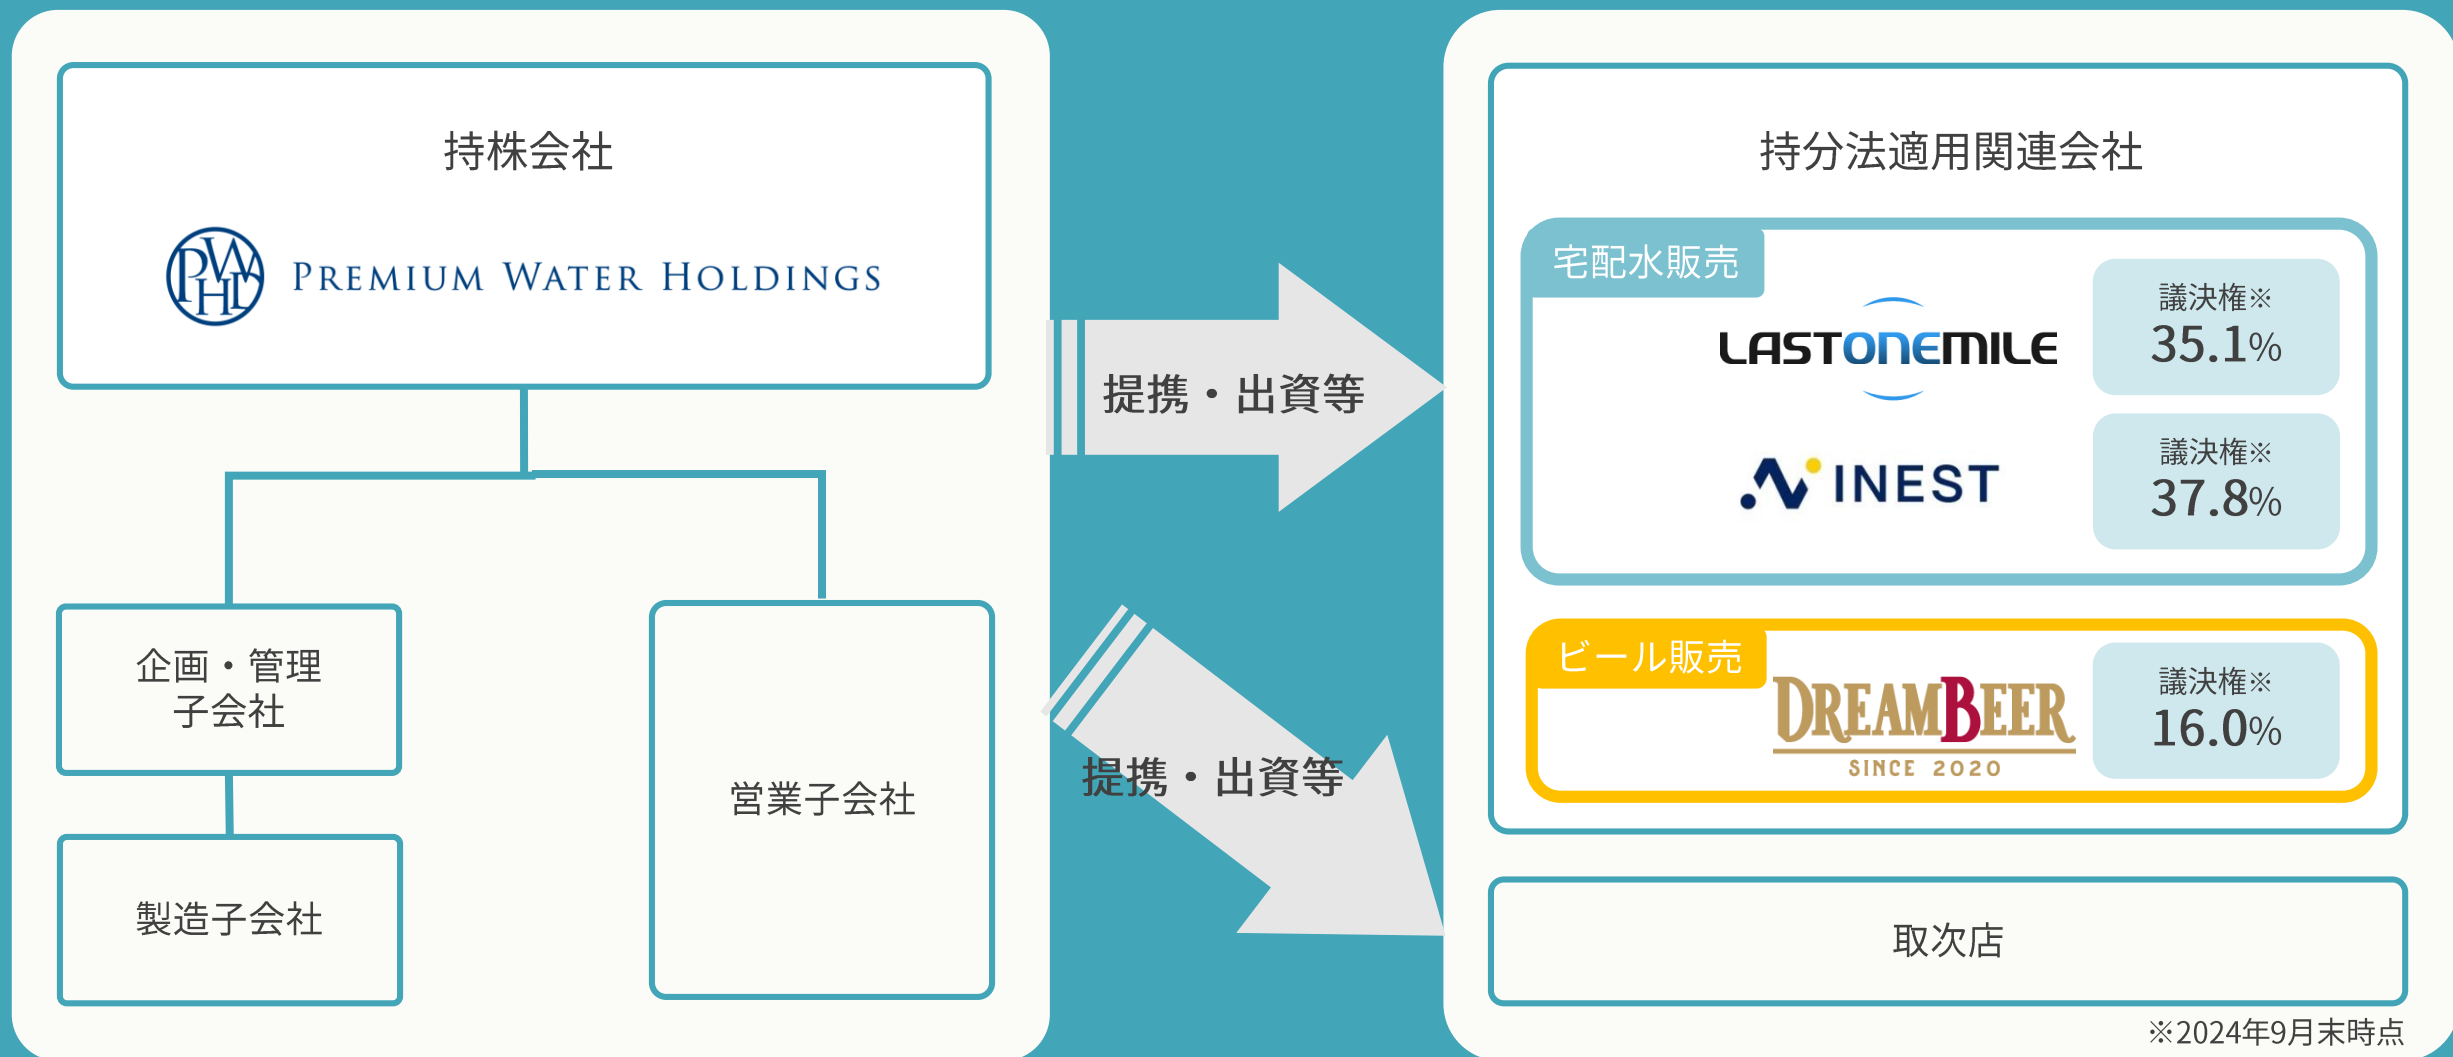 持株会社
PWHD
PREMIUM WATER HOLDINGS
企画・管理
子会社
製造子会社
営業子会社
提携・出資等
提携・出資等
持分法適用関連会社
宅配水販売
LASTONEMILE
議決権※
35.1%
INEST
議決権※
37.8%
ビール販売
DREAMBEER
SINCE 2020
議決権※
16.0%
取次店
※2024年9月末時点